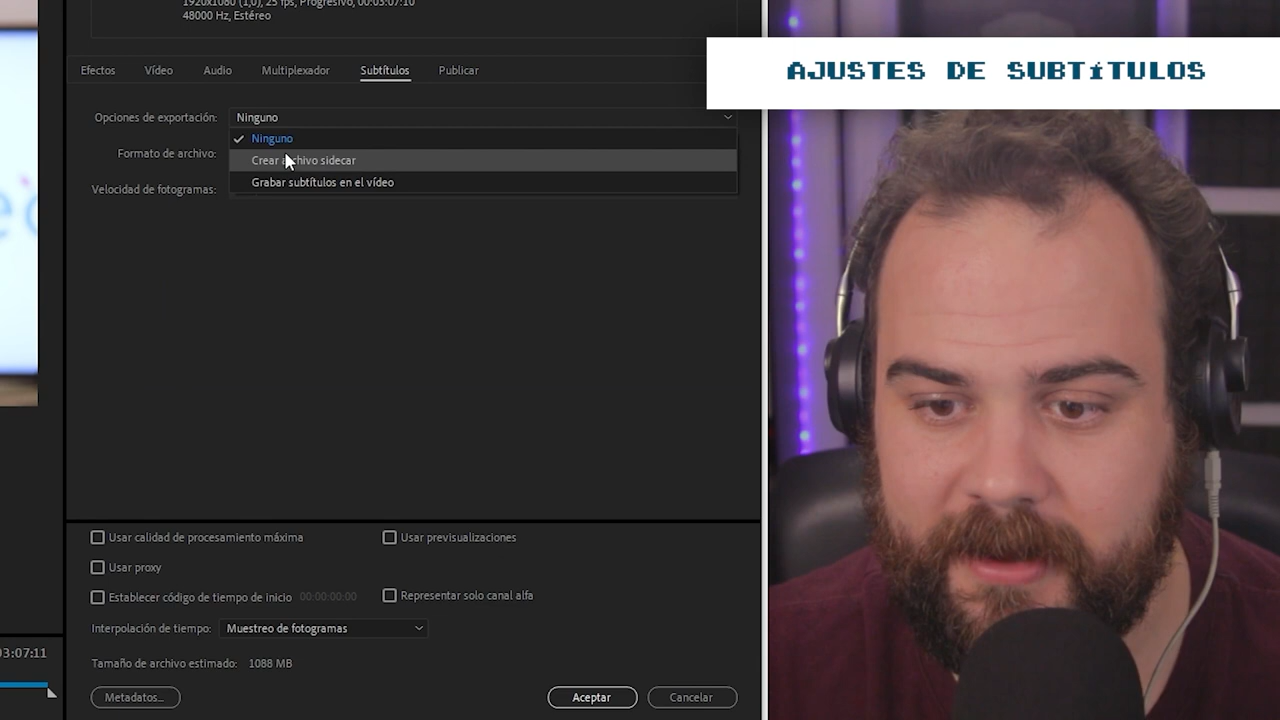 1920x1080 (1,0), 25 fps, Progresivo, 00:03:07:10
48000 Hz, Estéreo
AJUSTES DE SUBTíTULOS
Efectos Vídeo Audio Multiplexador Subtítulos Publicar
Opciones de exportación: Ninguno
Ninguno
Formato de archivo: Crear archivo sidecar
Velocidad de fotogramas: Grabar subtítulos en el vídeo
Usar calidad de procesamiento máxima Usar previsualizaciones
Usar proxy
Establecer código de tiempo de inicio 00:00:00:00 Representar solo canal alfa
Interpolación de tiempo: Muestreo de fotogramas
3:07:11
Tamaño de archivo estimado: 1088 MB
Metadatos... Aceptar Cancelar